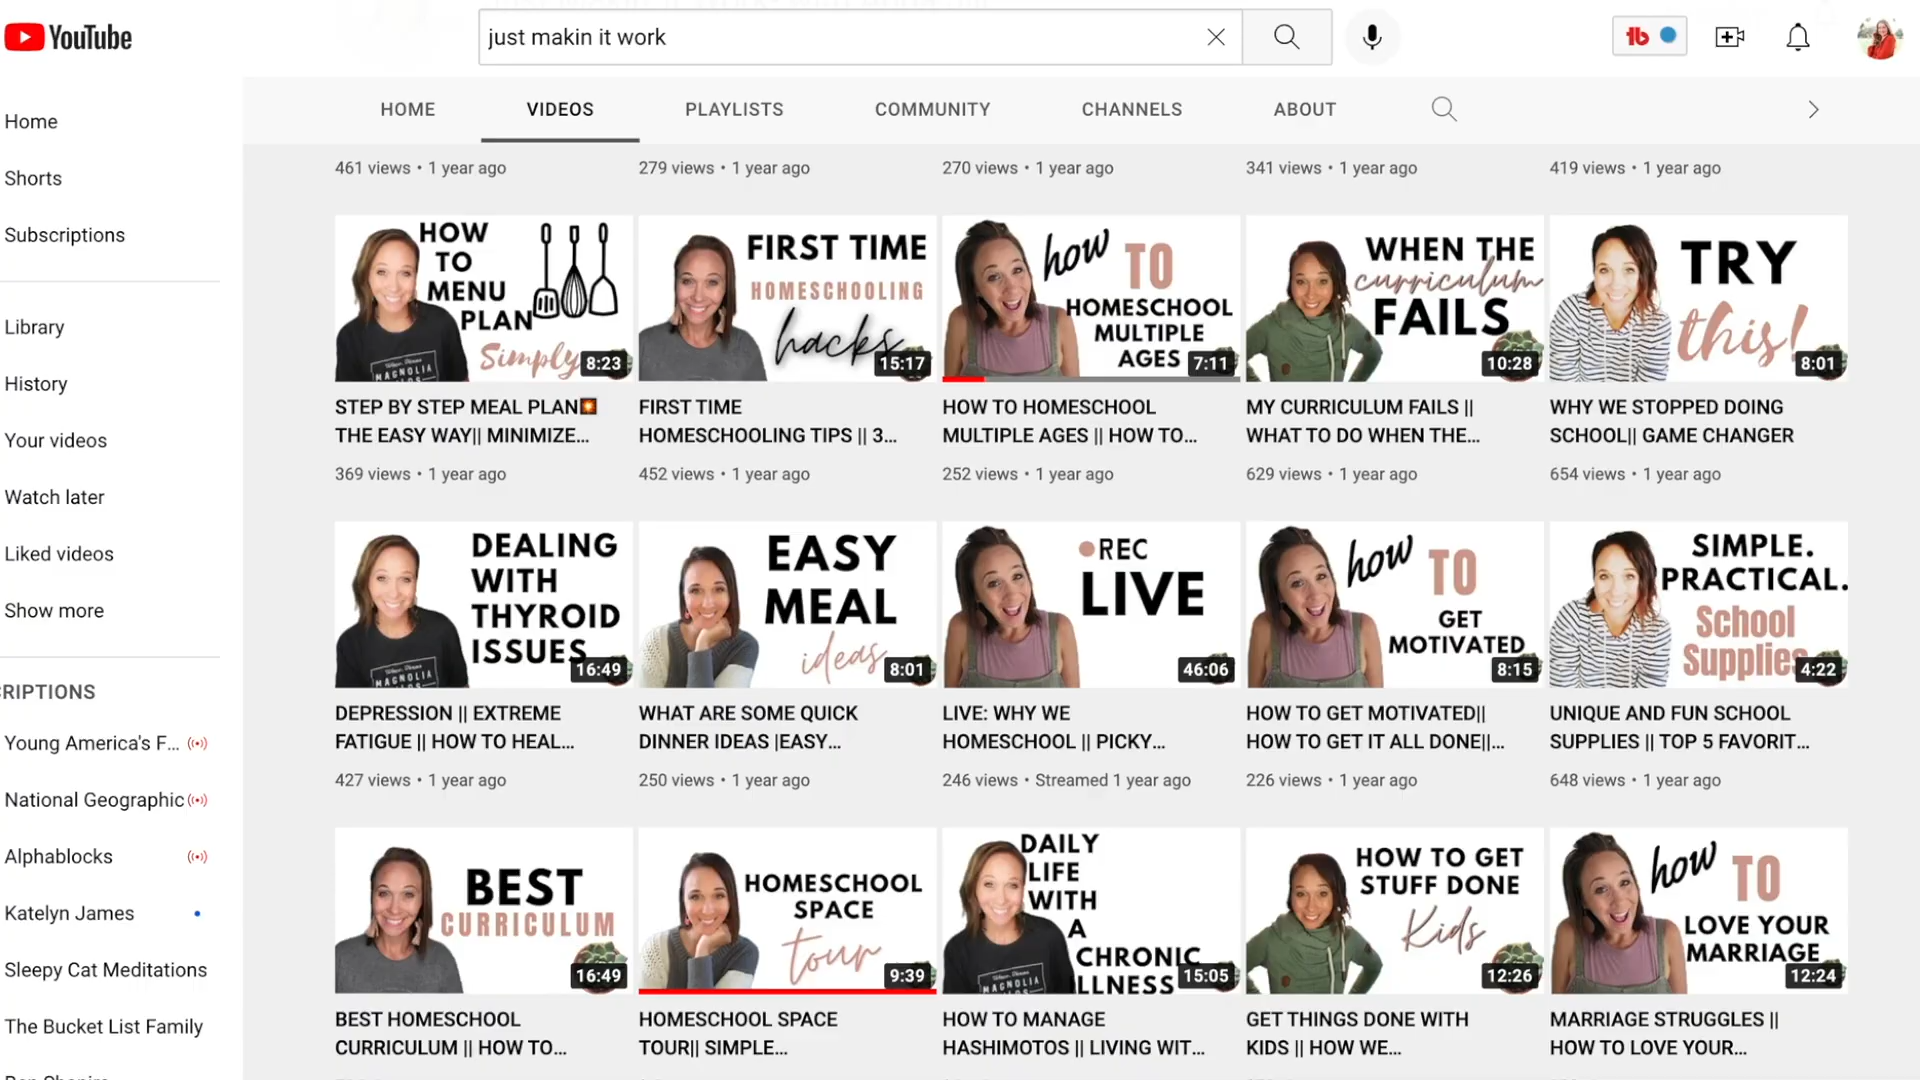 YouTube
just makin it work
Home
Shorts
Subscriptions
Library
History
Your videos
Watch later
Liked videos
Show more
RIPTIONS
Young America's F...
National Geographic
Alphablocks
Katelyn James
Sleepy Cat Meditations
The Bucket List Family
HOME VIDEOS PLAYLISTS COMMUNITY CHANNELS ABOUT
461 views • 1 year ago
279 views • 1 year ago
270 views • 1 year ago
341 views • 1 year ago
419 views • 1 year ago
HOW
TO
MENU
PLAN
Simply
MAGNOLIA
8:23
STEP BY STEP MEAL PLAN💥
THE EASY WAY|| MINIMIZE...
369 views • 1 year ago
FIRST TIME
HOMESCHOOLING
hacks
15:17
FIRST TIME
HOMESCHOOLING TIPS || 3...
452 views • 1 year ago
how TO
HOMESCHOOL
MULTIPLE
AGES
7:11
HOW TO HOMESCHOOL
MULTIPLE AGES || HOW TO...
252 views • 1 year ago
WHEN THE
curriculum
FAILS
10:28
MY CURRICULUM FAILS ||
WHAT TO DO WHEN THE...
629 views • 1 year ago
TRY
this!
8:01
WHY WE STOPPED DOING
SCHOOL|| GAME CHANGER
654 views • 1 year ago
DEALING
WITH
THYROID
ISSUES
MAGNOLIA
16:49
DEPRESSION || EXTREME
FATIGUE || HOW TO HEAL...
427 views • 1 year ago
EASY
MEAL
ideas
8:01
WHAT ARE SOME QUICK
DINNER IDEAS |EASY...
250 views • 1 year ago
REC
LIVE
46:06
LIVE: WHY WE
HOMESCHOOL || PICKY...
246 views • Streamed 1 year ago
how TO
GET
MOTIVATED
8:15
HOW TO GET MOTIVATED||
HOW TO GET IT ALL DONE||...
226 views • 1 year ago
SIMPLE.
PRACTICAL.
School
Supplies
4:22
UNIQUE AND FUN SCHOOL
SUPPLIES || TOP 5 FAVORIT...
648 views • 1 year ago
BEST
CURRICULUM
16:49
BEST HOMESCHOOL
CURRICULUM || HOW TO...
HOMESCHOOL
SPACE
tour
9:39
HOMESCHOOL SPACE
TOUR|| SIMPLE...
DAILY
LIFE
WITH
A
CHRONIC
ILLNESS
MAGNOLIA
15:05
HOW TO MANAGE
HASHIMOTOS || LIVING WIT...
HOW TO GET
STUFF DONE
Kids
12:26
GET THINGS DONE WITH
KIDS || HOW WE...
how TO
LOVE YOUR
MARRIAGE
12:24
MARRIAGE STRUGGLES ||
HOW TO LOVE YOUR...